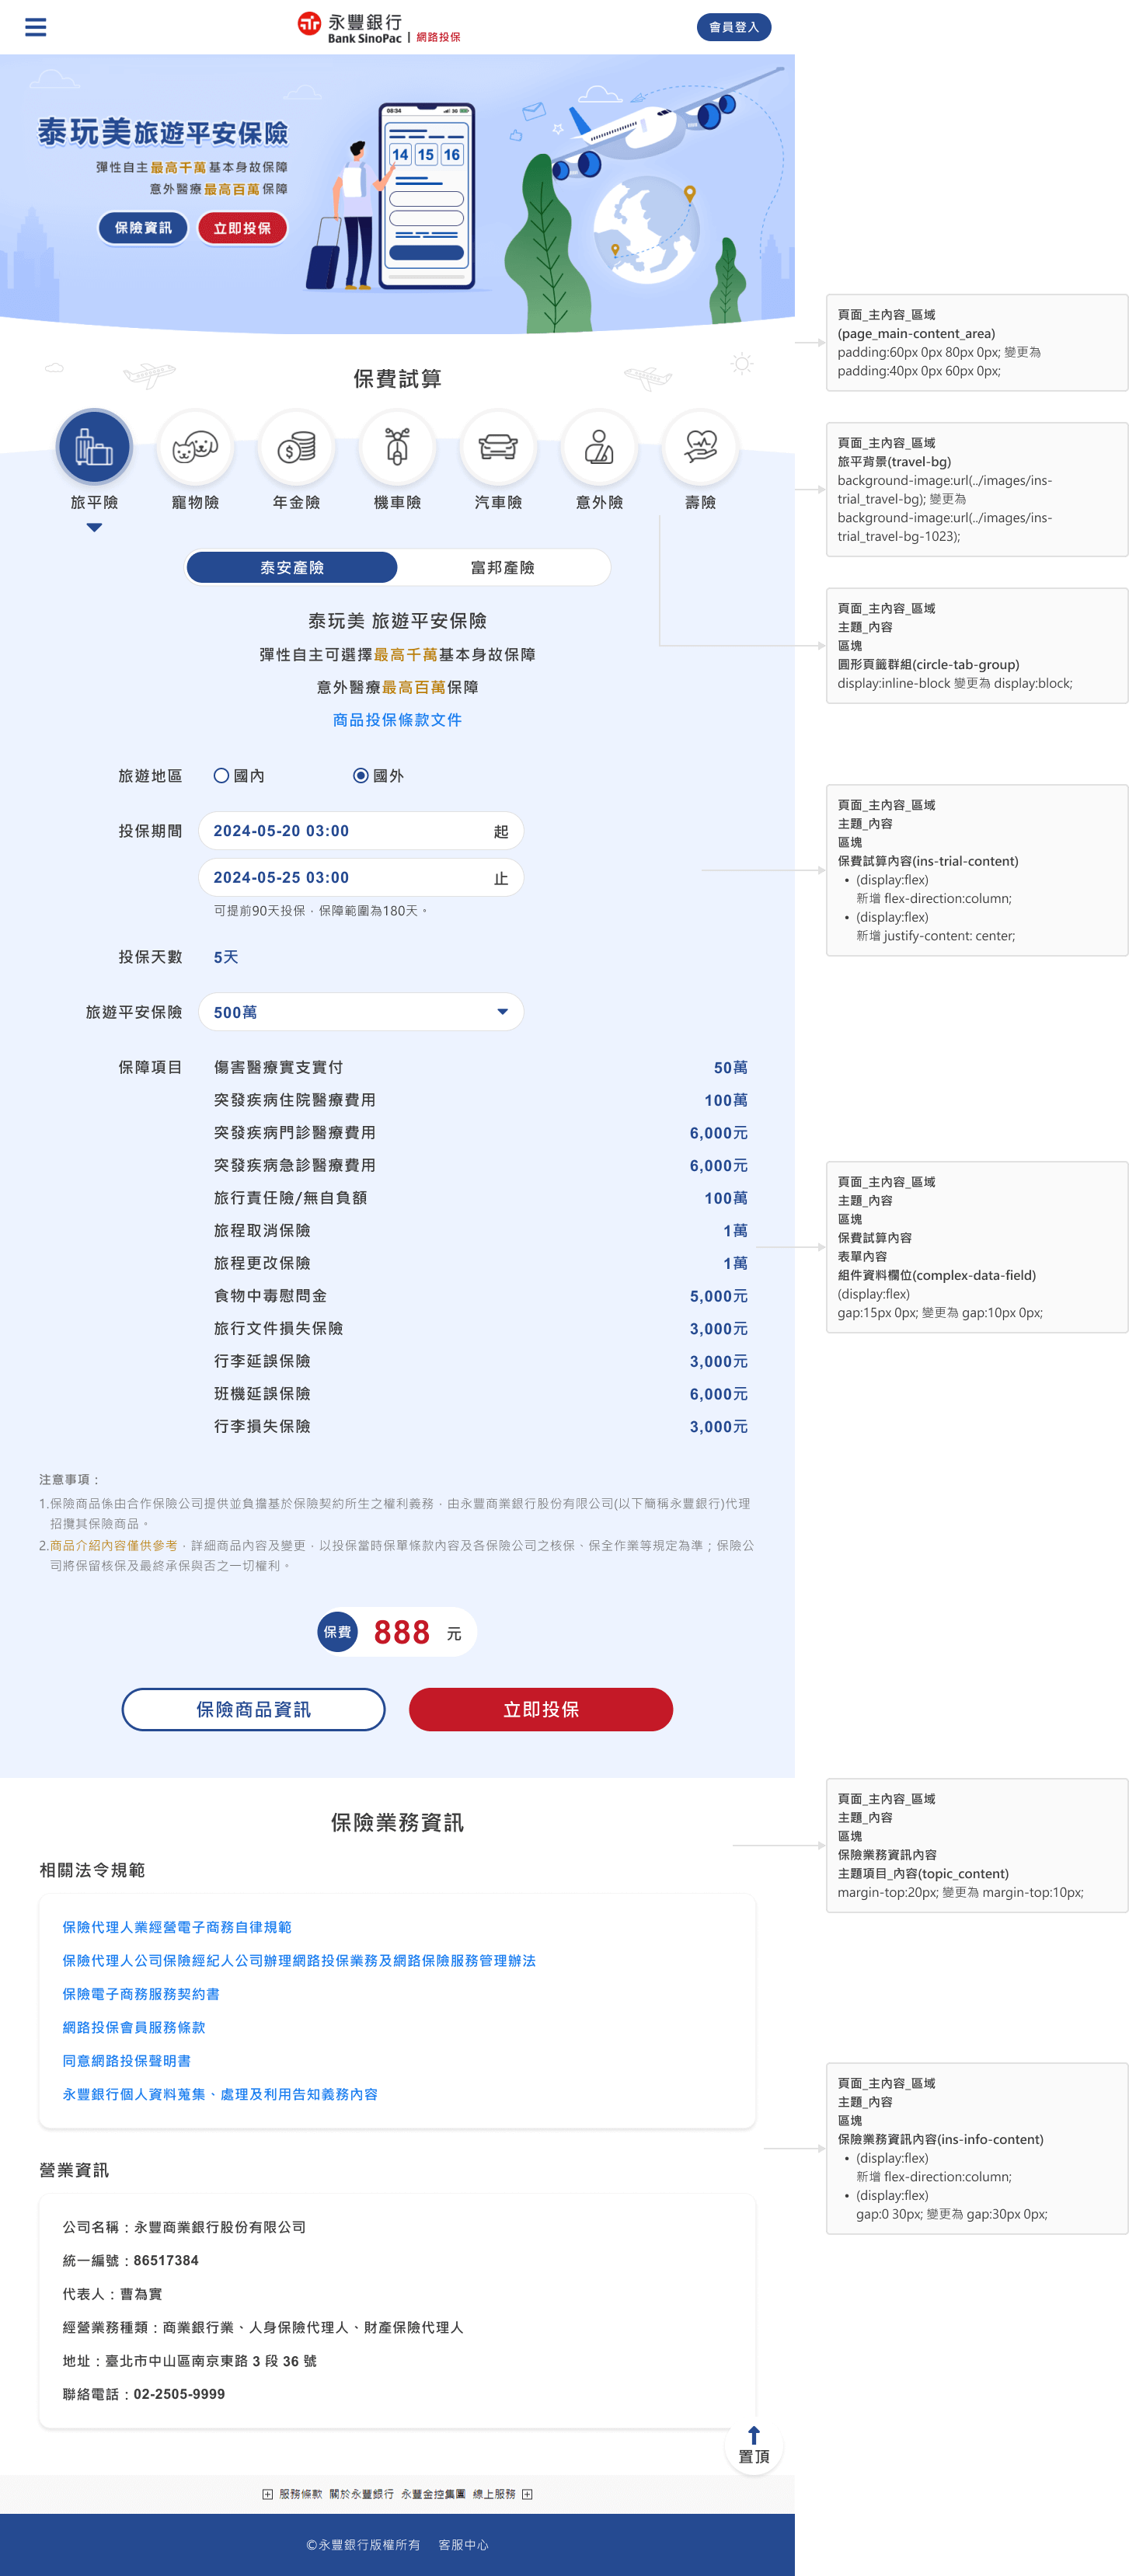 永豐銀行
Bank SinoPac
網路投保
會員登入
泰玩美旅遊平安保險
彈性自主最高千萬基本身故保障
意外醫療最高百萬保障
保險資訊
立即投保
08:34
5G 30
14 15 16
保費試算
旅平險
寵物險
年金險
機車險
汽車險
意外險
壽險
泰安產險
富邦產險
泰玩美 旅遊平安保險
彈性自主可選擇最高千萬基本身故保障
意外醫療最高百萬保障
商品投保條款文件
旅遊地區 國內 國外
投保期間 2024-05-20 03:00 起
2024-05-25 03:00 止
可提前90天投保，保障範圍為180天。
投保天數 5天
旅遊平安保險 500萬
保障項目 傷害醫療實支實付 50萬
突發疾病住院醫療費用 100萬
突發疾病門診醫療費用 6,000元
突發疾病急診醫療費用 6,000元
旅行責任險/無自負額 100萬
旅程取消保險 1萬
旅程更改保險 1萬
食物中毒慰問金 5,000元
旅行文件損失保險 3,000元
行李延誤保險 3,000元
班機延誤保險 6,000元
行李損失保險 3,000元
注意事項：
1.保險商品係由合作保險公司提供並負擔基於保險契約所生之權利義務，由永豐商業銀行股份有限公司(以下簡稱永豐銀行)代理
招攬其保險商品。
2.商品介紹內容僅供參考，詳細商品內容及變更，以投保當時保單條款內容及各保險公司之核保、保全作業等規定為準；保險公
司將保留核保及最終承保與否之一切權利。
保費 888 元
保險商品資訊
立即投保
保險業務資訊
相關法令規範
保險代理人業經營電子商務自律規範
保險代理人公司保險經紀人公司辦理網路投保業務及網路保險服務管理辦法
保險電子商務服務契約書
網路投保會員服務條款
同意網路投保聲明書
永豐銀行個人資料蒐集、處理及利用告知義務內容
營業資訊
公司名稱：永豐商業銀行股份有限公司
統一編號：86517384
代表人：曹為實
經營業務種類：商業銀行業、人身保險代理人、財產保險代理人
地址：臺北市中山區南京東路 3 段 36 號
聯絡電話：02-2505-9999
置頂
服務條款 關於永豐銀行 永豐金控集團 線上服務
©永豐銀行版權所有 客服中心
頁面_主內容_區域
(page_main-content_area)
padding:60px 0px 80px 0px; 變更為
padding:40px 0px 60px 0px;
頁面_主內容_區域
旅平背景(travel-bg)
background-image:url(../images/ins-
trial_travel-bg); 變更為
background-image:url(../images/ins-
trial_travel-bg-1023);
頁面_主內容_區域
主題_內容
區塊
圓形頁籤群組(circle-tab-group)
display:inline-block 變更為 display:block;
頁面_主內容_區域
主題_內容
區塊
保費試算內容(ins-trial-content)
• (display:flex)
新增 flex-direction:column;
• (display:flex)
新增 justify-content: center;
頁面_主內容_區域
主題_內容
區塊
保費試算內容
表單內容
組件資料欄位(complex-data-field)
(display:flex)
gap:15px 0px; 變更為 gap:10px 0px;
頁面_主內容_區域
主題_內容
區塊
保險業務資訊內容
主題項目_內容(topic_content)
margin-top:20px; 變更為 margin-top:10px;
頁面_主內容_區域
主題_內容
區塊
保險業務資訊內容(ins-info-content)
• (display:flex)
新增 flex-direction:column;
• (display:flex)
gap:0 30px; 變更為 gap:30px 0px;